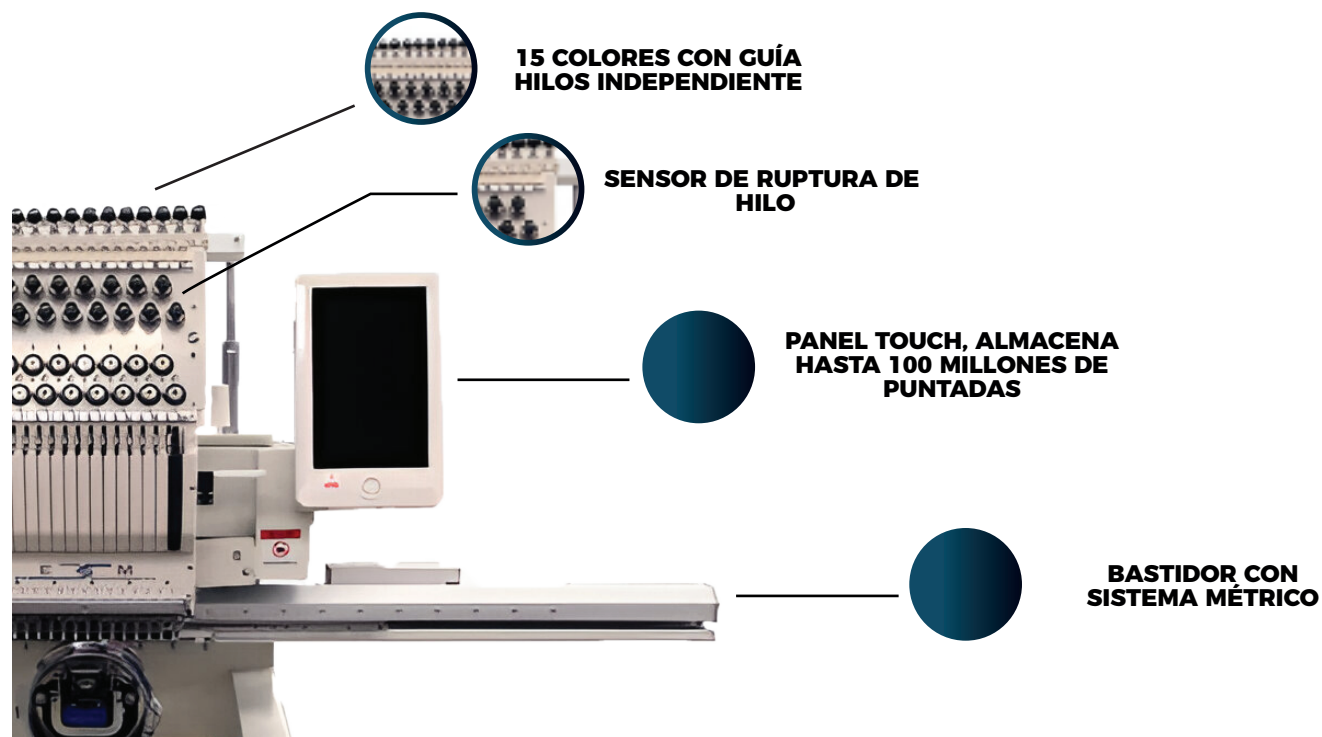 15 COLORES CON GUÍA
HILOS INDEPENDIENTE
SENSOR DE RUPTURA DE
HILO
PANEL TOUCH, ALMACENA
HASTA 100 MILLONES DE
PUNTADAS
BASTIDOR CON
SISTEMA MÉTRICO
E S M